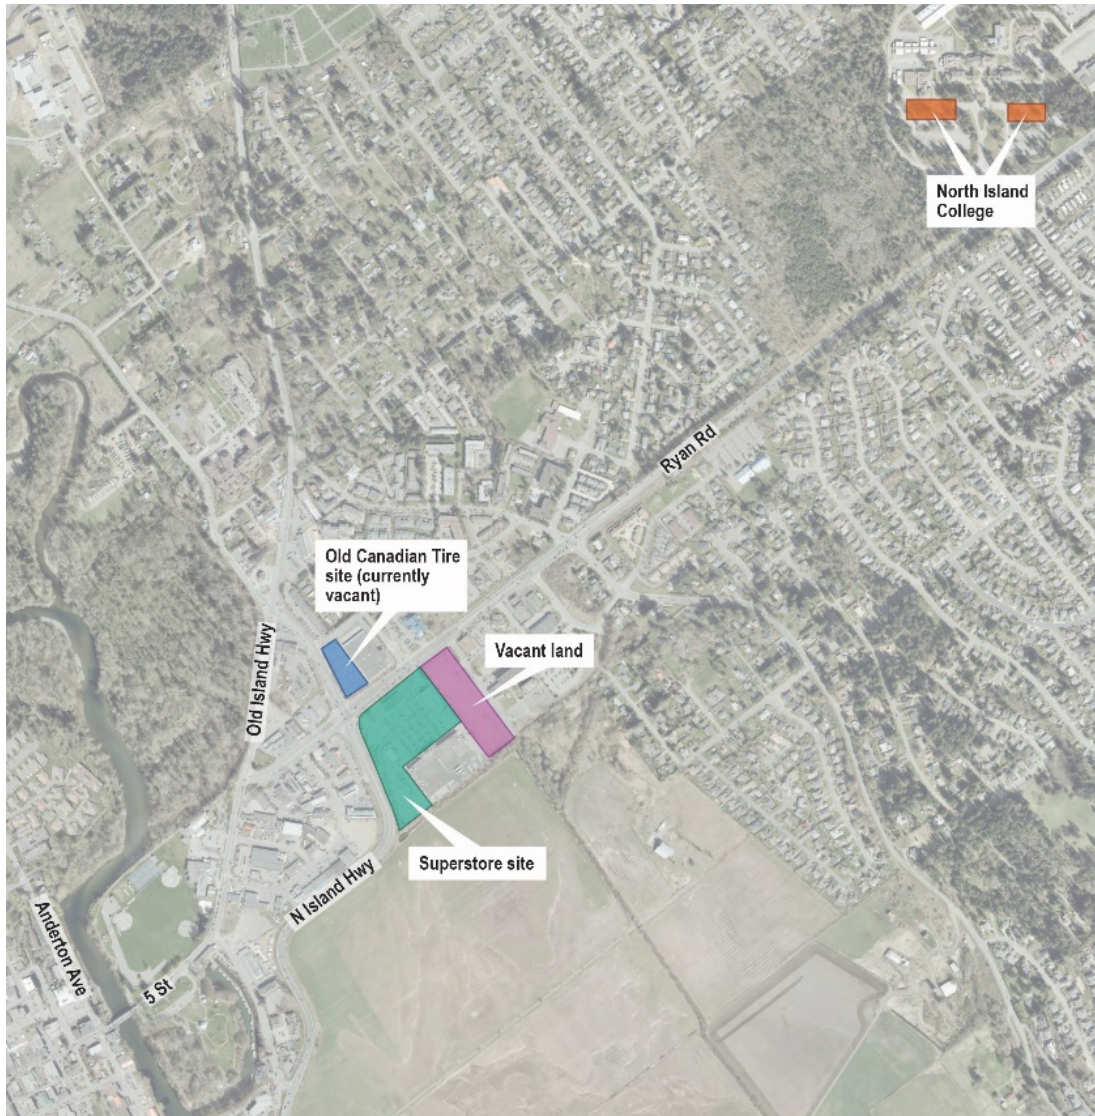 North Island
College
Ryan Rd
Old Canadian Tire
site (currently
vacant)
Vacant land
Old Island Hwy
Superstore site
N Island Hwy
Anderton Ave
5 St